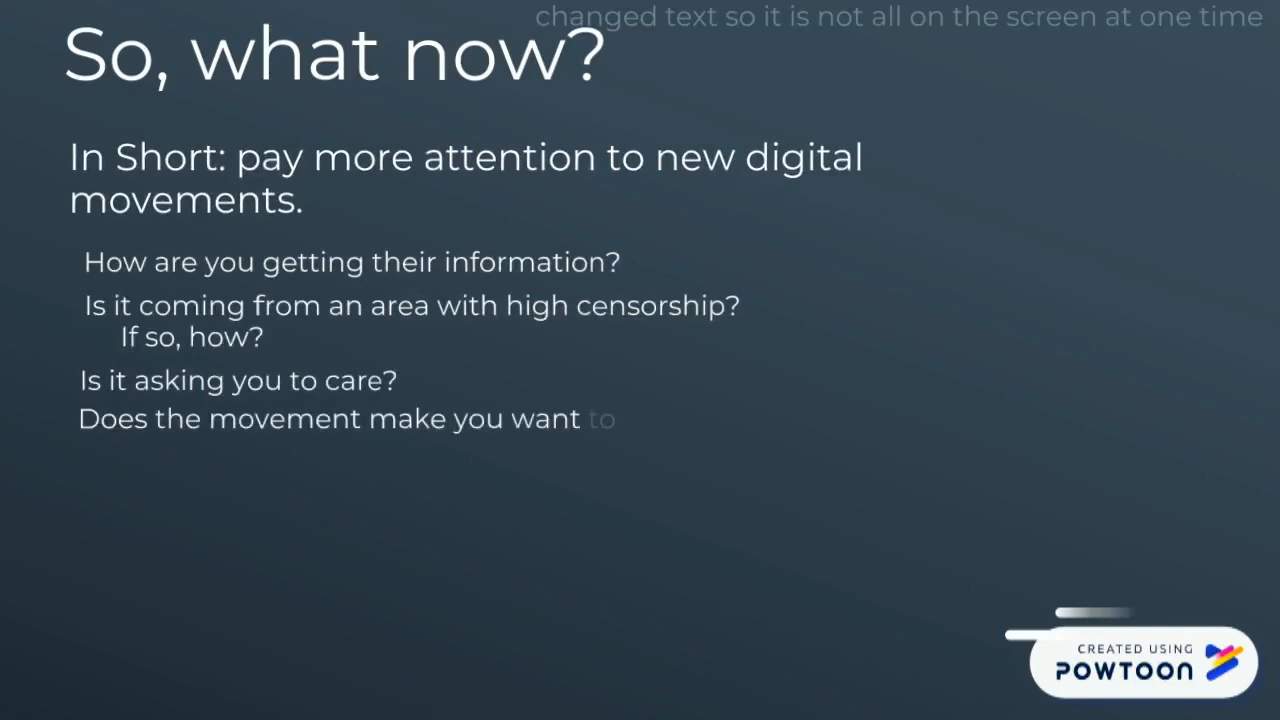 changed text so it is not all on the screen at one time
So, what now?
In Short: pay more attention to new digital
movements.
How are you getting their information?
Is it coming from an area with high censorship?
If so, how?
Is it asking you to care?
Does the movement make you want to
CREATED USING
POWTOON